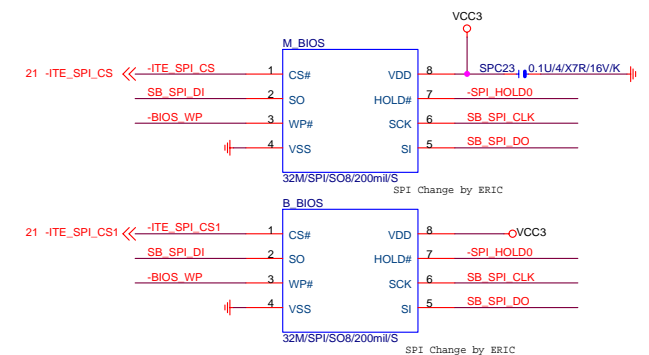 VCC3
M_BIOS
21 -ITE_SPI_CS -ITE_SPI_CS 1 CS# VDD 8 SPC23 0.1U/4/X7R/16V/K
SB_SPI_DI 2 SO HOLD# 7 -SPI_HOLD0
-BIOS_WP 3 WP# SCK 6 SB_SPI_CLK
4 VSS SI 5 SB_SPI_DO
32M/SPI/SO8/200mil/S
SPI Change by ERIC
B_BIOS
21 -ITE_SPI_CS1 -ITE_SPI_CS1 1 CS# VDD 8 VCC3
SB_SPI_DI 2 SO HOLD# 7 -SPI_HOLD0
-BIOS_WP 3 WP# SCK 6 SB_SPI_CLK
4 VSS SI 5 SB_SPI_DO
32M/SPI/SO8/200mil/S
SPI Change by ERIC